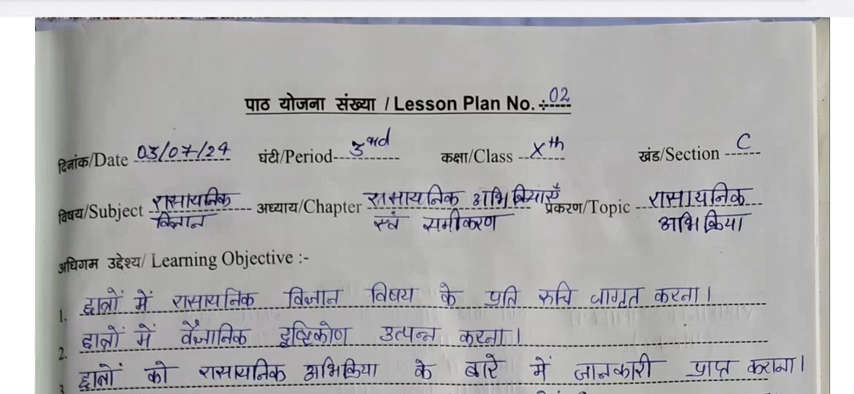 पाठ योजना संख्या / Lesson Plan No. :- 02
दिनांक/Date 03/07/24 घंटी/Period 3rd कक्षा/Class Xth खंड/Section C
विषय/Subject रासायनिक विज्ञान अध्याय/Chapter रासायनिक अभिक्रियाएँ एवं समीकरण प्रकरण/Topic रासायनिक अभिक्रिया
अधिगम उद्देश्य/ Learning Objective :-
1. छात्रों में रासायनिक विज्ञान विषय के प्रति रुचि जागृत करना।
2. छात्रों में वैज्ञानिक दृष्टिकोण उत्पन्न करना।
3. छात्रों को रासायनिक अभिक्रिया के बारे में जानकारी प्राप्त कराना।